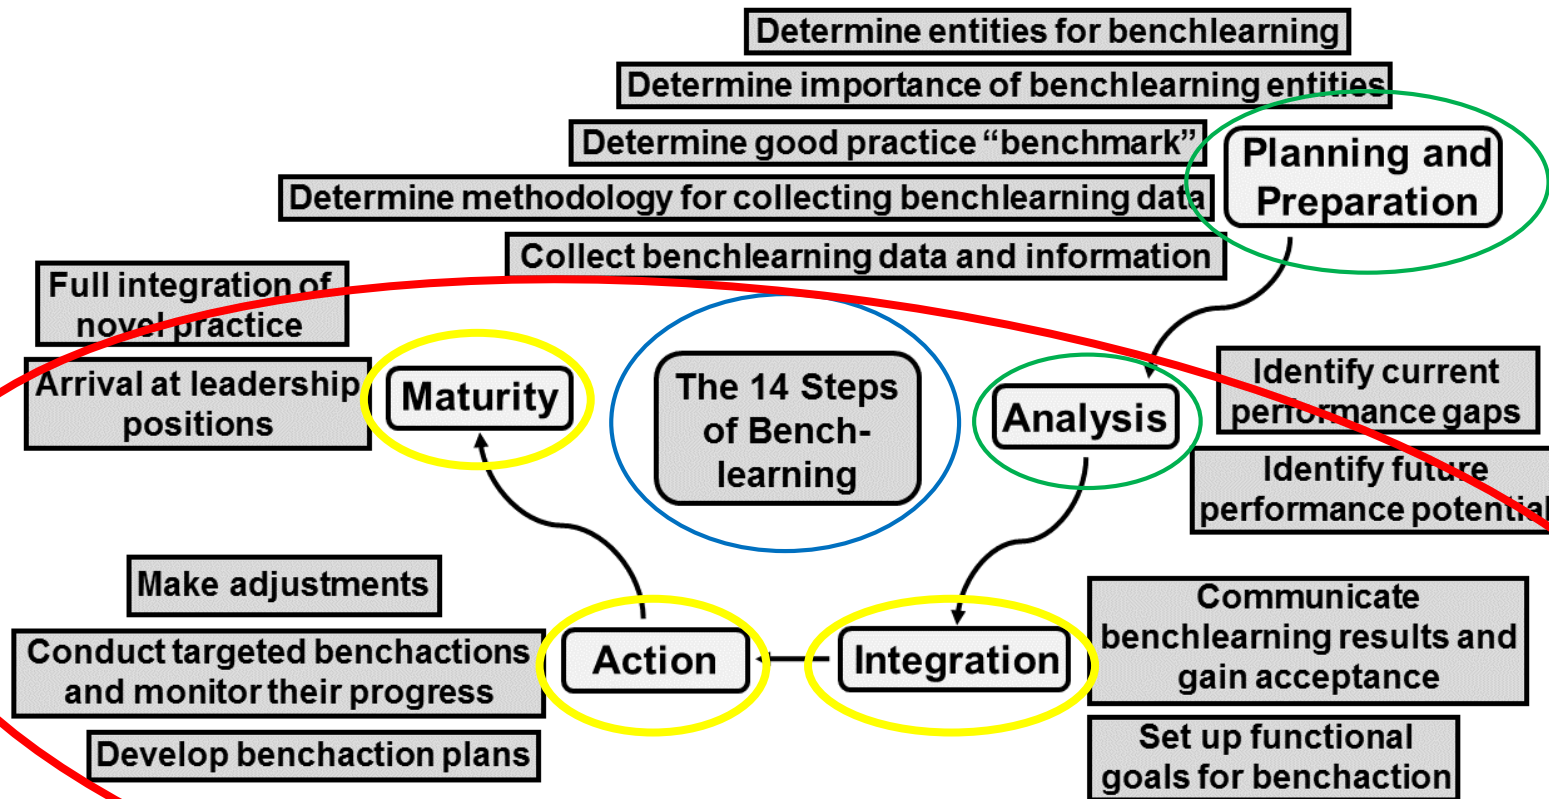 Determine entities for benchlearning
Determine importance of benchlearning entities
Determine good practice “benchmark”
Determine methodology for collecting benchlearning data
Collect benchlearning data and information
Planning and
Preparation
Full integration of
novel practice
Arrival at leadership
positions
Maturity
The 14 Steps
of Bench-
learning
Analysis
Identify current
performance gaps
Identify future
performance potential
Make adjustments
Conduct targeted benchactions
and monitor their progress
Develop benchaction plans
Action
Integration
Communicate
benchlearning results and
gain acceptance
Set up functional
goals for benchaction